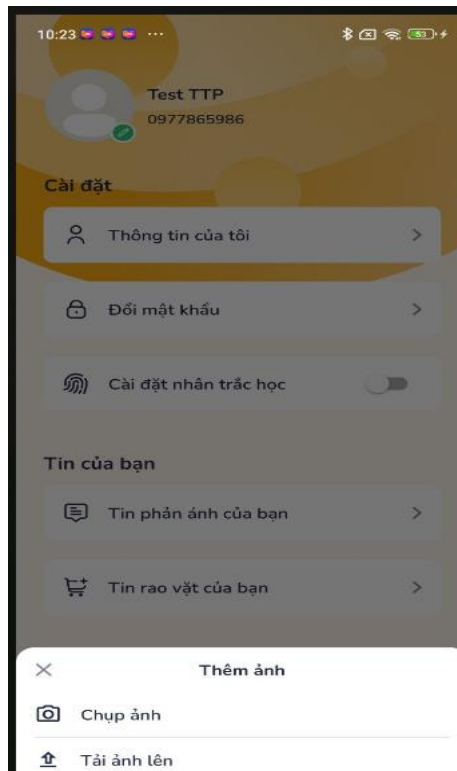 10:23 ... 53
Test TTP
0977865986
Cài đặt
Thông tin của tôi
Đổi mật khẩu
Cài đặt nhân trắc học
Tin của bạn
Tin phản ánh của bạn
Tin rao vặt của bạn
Thêm ảnh
Chụp ảnh
Tải ảnh lên